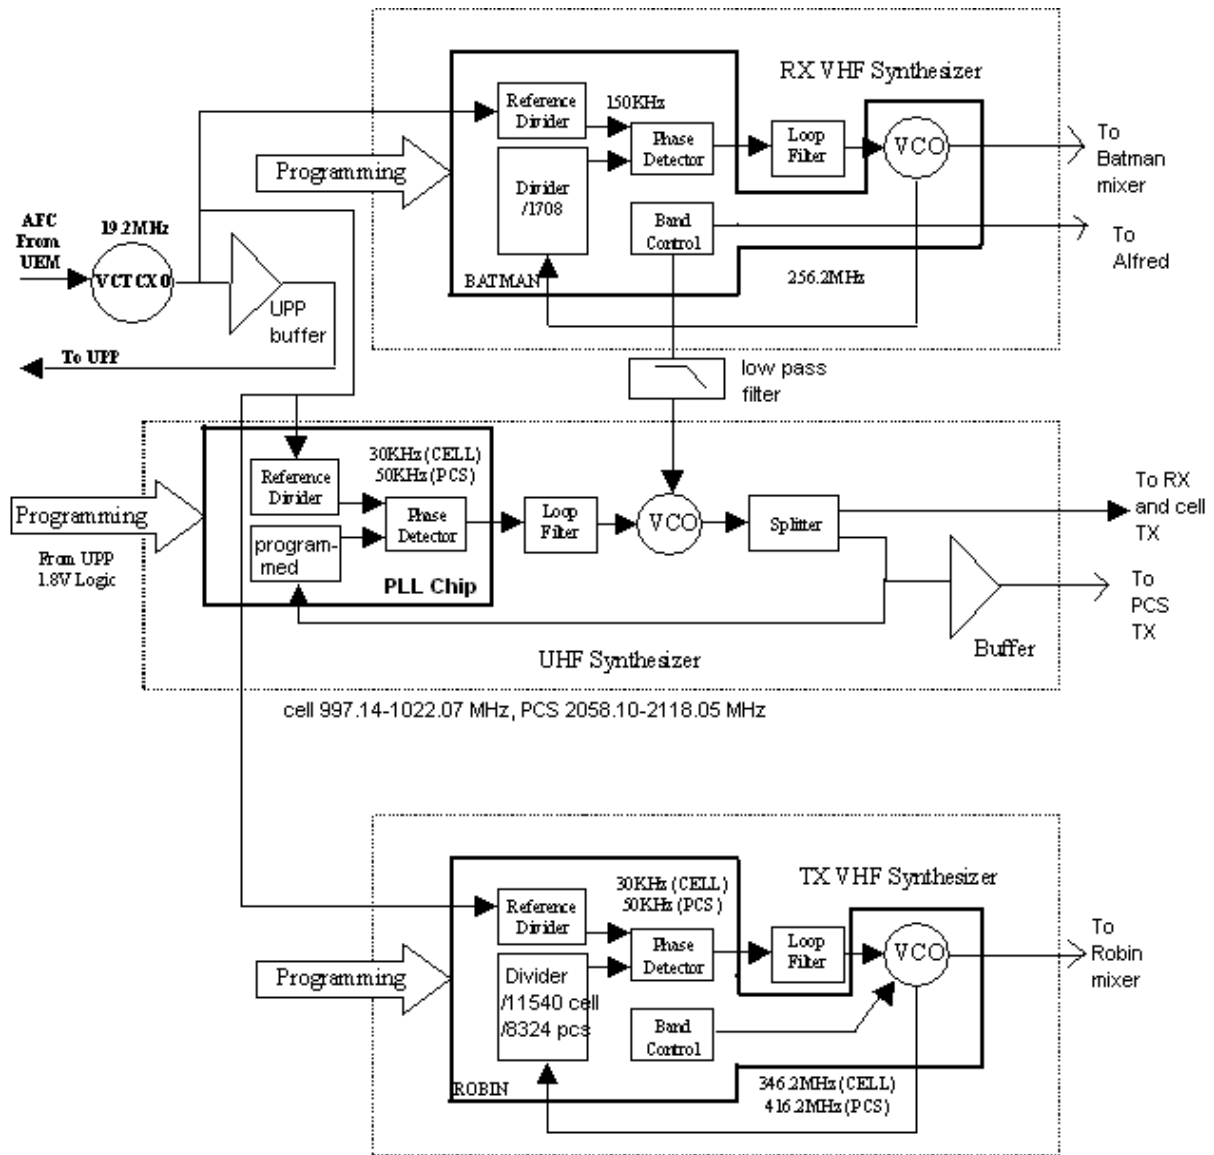 RX VHF Synthesizer
Reference
Divider
150KHz
Phase
Detector
Loop
Filter
VCO
To
Batman
mixer
Programming
Divider
/1708
Band
Control
To
Alfred
BATMAN
256.2MHz
AFC
From
UEM
19.2MHz
VCTCXO
UPP
buffer
To UPP
low pass
filter
30KHz (CELL)
50KHz (PCS)
Reference
Divider
Phase
Detector
Loop
Filter
VCO
Splitter
To RX
and cell
TX
Programming
From UPP
1.8V Logic
program-
med
PLL Chip
To
PCS
TX
Buffer
UHF Synthesizer
cell 997.14-1022.07 MHz, PCS 2058.10-2118.05 MHz
TX VHF Synthesizer
30KHz (CELL)
50KHz (PCS)
Reference
Divider
Phase
Detector
Loop
Filter
VCO
To
Robin
mixer
Programming
Divider
/11540 cell
/8324 pcs
Band
Control
ROBIN
346.2MHz (CELL)
416.2MHz (PCS)